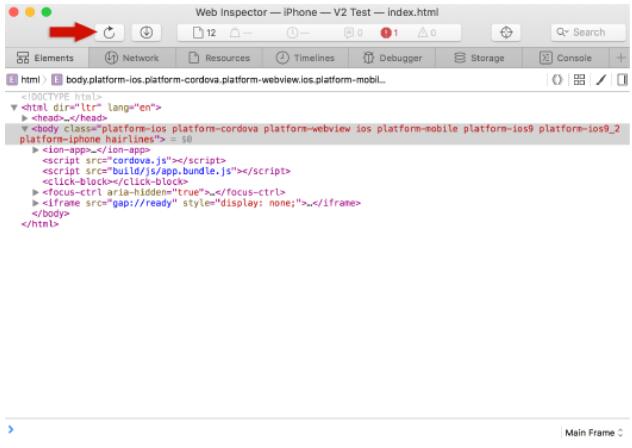 Web Inspector — iPhone — V2 Test — index.html
12 — — 0 1 0 Search
Elements Network Resources Timelines Debugger Storage Console +
E html E body.platform-ios.platform-cordova.platform-webview.ios.platform-mobil...
<!DOCTYPE html>
<html dir="ltr" lang="en">
<head>…</head>
<body class="platform-ios platform-cordova platform-webview ios platform-mobile platform-ios9 platform-ios9_2
platform-iphone hairlines"> = $0
<ion-app>…</ion-app>
<script src="cordova.js"></script>
<script src="build/js/app.bundle.js"></script>
<click-block></click-block>
<focus-ctrl aria-hidden="true">…</focus-ctrl>
<iframe src="gap://ready" style="display: none;">…</iframe>
</body>
</html>
Main Frame